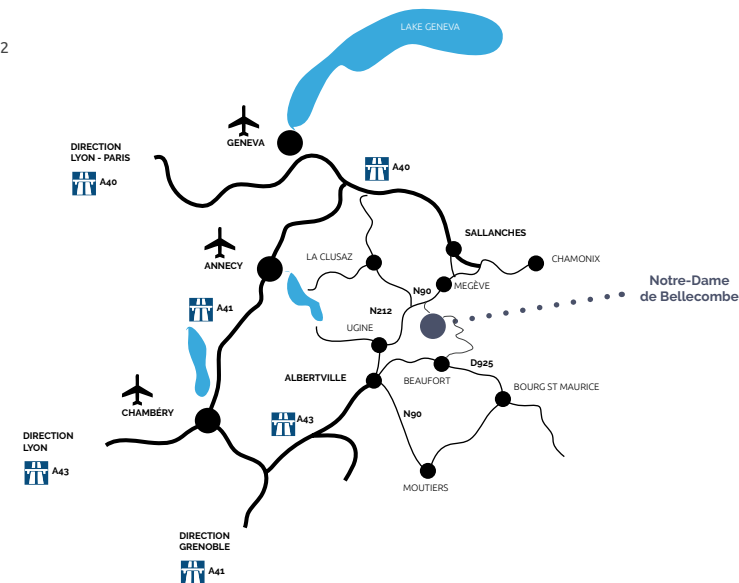 LAKE GENEVA
2
GENEVA
DIRECTION
LYON - PARIS
A40
A40
SALLANCHES
CHAMONIX
LA CLUSAZ
ANNECY
Notre-Dame
de Bellecombe
MEGÈVE
N90
A41
N212
UGINE
D925
ALBERTVILLE
BEAUFORT
BOURG ST MAURICE
CHAMBÉRY
N90
A43
DIRECTION
LYON
A43
MOUTIERS
DIRECTION
GRENOBLE
A41